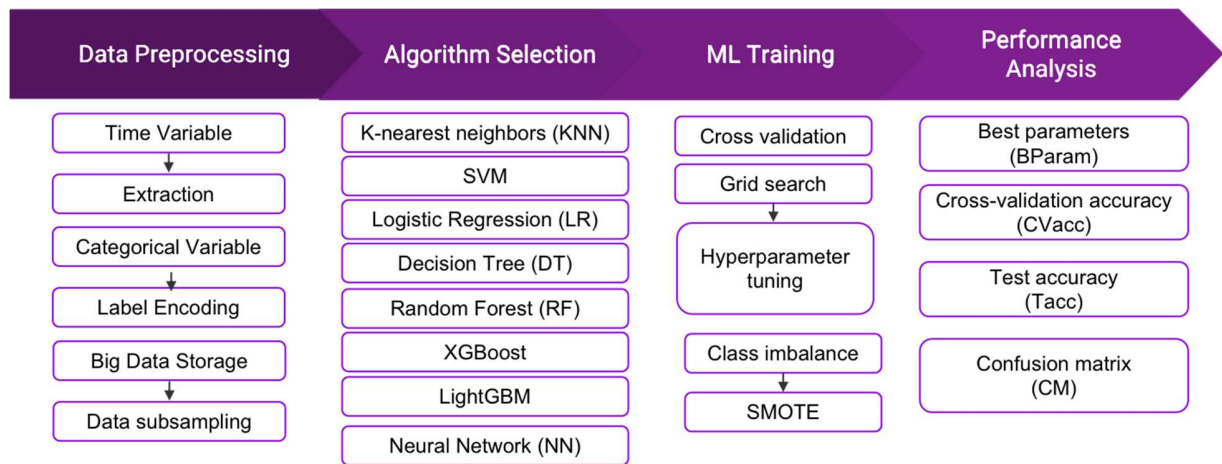 Data Preprocessing
Algorithm Selection
ML Training
Performance
Analysis
Time Variable
Extraction
Categorical Variable
Label Encoding
Big Data Storage
Data subsampling
K-nearest neighbors (KNN)
SVM
Logistic Regression (LR)
Decision Tree (DT)
Random Forest (RF)
XGBoost
LightGBM
Neural Network (NN)
Cross validation
Grid search
Hyperparameter
tuning
Class imbalance
SMOTE
Best parameters
(BParam)
Cross-validation accuracy
(CVacc)
Test accuracy
(Tacc)
Confusion matrix
(CM)